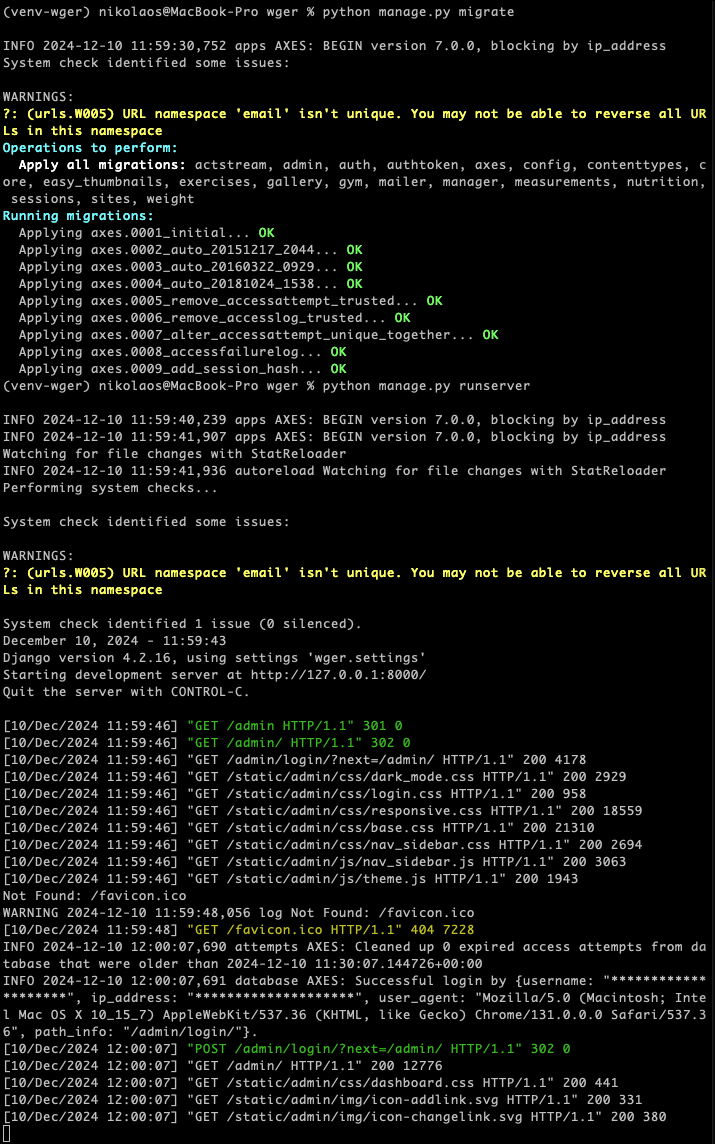 (venv-wger) nikolaos@MacBook-Pro wger % python manage.py migrate
INFO 2024-12-10 11:59:30,752 apps AXES: BEGIN version 7.0.0, blocking by ip_address
System check identified some issues:
WARNINGS:
?: (urls.W005) URL namespace 'email' isn't unique. You may not be able to reverse all UR
Ls in this namespace
Operations to perform:
  Apply all migrations: actstream, admin, auth, authtoken, axes, config, contenttypes, c
ore, easy_thumbnails, exercises, gallery, gym, mailer, manager, measurements, nutrition,
 sessions, sites, weight
Running migrations:
  Applying axes.0001_initial... OK
  Applying axes.0002_auto_20151217_2044... OK
  Applying axes.0003_auto_20160322_0929... OK
  Applying axes.0004_auto_20181024_1538... OK
  Applying axes.0005_remove_accessattempt_trusted... OK
  Applying axes.0006_remove_accesslog_trusted... OK
  Applying axes.0007_alter_accessattempt_unique_together... OK
  Applying axes.0008_accessfailurelog... OK
  Applying axes.0009_add_session_hash... OK
(venv-wger) nikolaos@MacBook-Pro wger % python manage.py runserver
INFO 2024-12-10 11:59:40,239 apps AXES: BEGIN version 7.0.0, blocking by ip_address
INFO 2024-12-10 11:59:41,907 apps AXES: BEGIN version 7.0.0, blocking by ip_address
Watching for file changes with StatReloader
INFO 2024-12-10 11:59:41,936 autoreload Watching for file changes with StatReloader
Performing system checks...
System check identified some issues:
WARNINGS:
?: (urls.W005) URL namespace 'email' isn't unique. You may not be able to reverse all UR
Ls in this namespace
System check identified 1 issue (0 silenced).
December 10, 2024 - 11:59:43
Django version 4.2.16, using settings 'wger.settings'
Starting development server at http://127.0.0.1:8000/
Quit the server with CONTROL-C.
[10/Dec/2024 11:59:46] "GET /admin HTTP/1.1" 301 0
[10/Dec/2024 11:59:46] "GET /admin/ HTTP/1.1" 302 0
[10/Dec/2024 11:59:46] "GET /admin/login/?next=/admin/ HTTP/1.1" 200 4178
[10/Dec/2024 11:59:46] "GET /static/admin/css/dark_mode.css HTTP/1.1" 200 2929
[10/Dec/2024 11:59:46] "GET /static/admin/css/login.css HTTP/1.1" 200 958
[10/Dec/2024 11:59:46] "GET /static/admin/css/responsive.css HTTP/1.1" 200 18559
[10/Dec/2024 11:59:46] "GET /static/admin/css/base.css HTTP/1.1" 200 21310
[10/Dec/2024 11:59:46] "GET /static/admin/css/nav_sidebar.css HTTP/1.1" 200 2694
[10/Dec/2024 11:59:46] "GET /static/admin/js/nav_sidebar.js HTTP/1.1" 200 3063
[10/Dec/2024 11:59:46] "GET /static/admin/js/theme.js HTTP/1.1" 200 1943
Not Found: /favicon.ico
WARNING 2024-12-10 11:59:48,056 log Not Found: /favicon.ico
[10/Dec/2024 11:59:48] "GET /favicon.ico HTTP/1.1" 404 7228
INFO 2024-12-10 12:00:07,690 attempts AXES: Cleaned up 0 expired access attempts from da
tabase that were older than 2024-12-10 11:30:07.144726+00:00
INFO 2024-12-10 12:00:07,691 database AXES: Successful login by {username: "************
********", ip_address: "********************", user_agent: "Mozilla/5.0 (Macintosh; Inte
l Mac OS X 10_15_7) AppleWebKit/537.36 (KHTML, like Gecko) Chrome/131.0.0.0 Safari/537.3
6", path_info: "/admin/login/"}.
[10/Dec/2024 12:00:07] "POST /admin/login/?next=/admin/ HTTP/1.1" 302 0
[10/Dec/2024 12:00:07] "GET /admin/ HTTP/1.1" 200 12776
[10/Dec/2024 12:00:07] "GET /static/admin/css/dashboard.css HTTP/1.1" 200 441
[10/Dec/2024 12:00:07] "GET /static/admin/img/icon-addlink.svg HTTP/1.1" 200 331
[10/Dec/2024 12:00:07] "GET /static/admin/img/icon-changelink.svg HTTP/1.1" 200 380